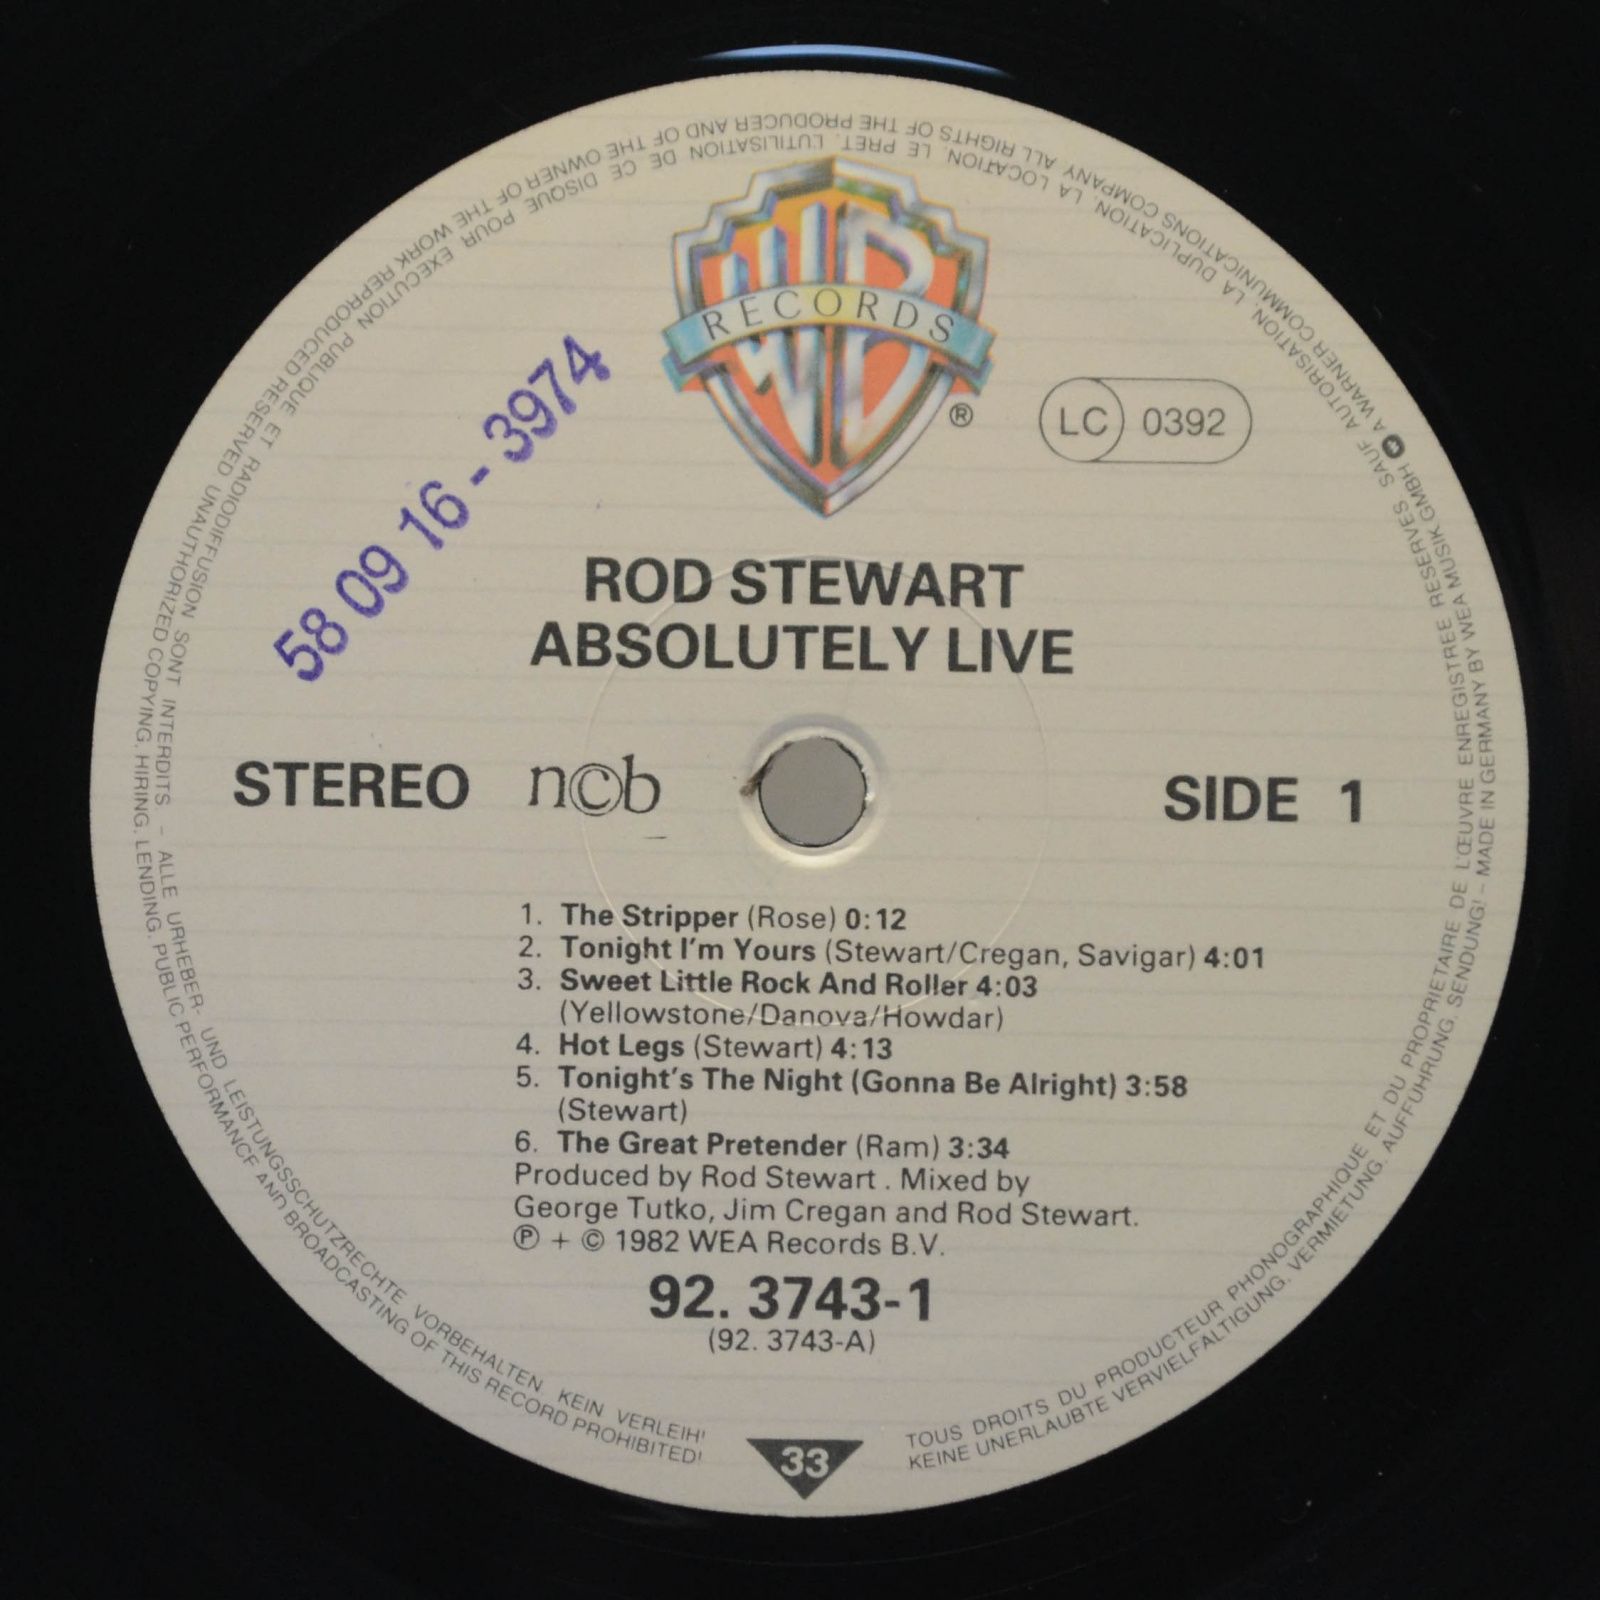 WB
RECORDS
®
LC 0392
58 09 16 - 3974
ROD STEWART
ABSOLUTELY LIVE
STEREO n©b SIDE 1
1. The Stripper (Rose) 0:12
2. Tonight I'm Yours (Stewart/Cregan, Savigar) 4:01
3. Sweet Little Rock And Roller 4:03
(Yellowstone/Danova/Howdar)
4. Hot Legs (Stewart) 4:13
5. Tonight's The Night (Gonna Be Alright) 3:58
(Stewart)
6. The Great Pretender (Ram) 3:34
Produced by Rod Stewart . Mixed by
George Tutko, Jim Cregan and Rod Stewart.
℗ + © 1982 WEA Records B.V.
92. 3743-1
(92. 3743-A)
33
TOUS DROITS DU PRODUCTEUR PHONOGRAPHIQUE ET DU PROPRIETAIRE DE L'ŒUVRE ENREGISTREE RESERVES. SAUF AUTORISATION, LA DUPLICATION, LA LOCATION, LE PRET, L'UTILISATION DE CE DISQUE POUR EXECUTION PUBLIQUE ET RADIODIFFUSION SONT INTERDITS. – ALLE URHEBER- UND LEISTUNGSSCHUTZRECHTE VORBEHALTEN. KEIN VERLEIH!
KEINE UNERLAUBTE VERVIELFÄLTIGUNG, VERMIETUNG, AUFFÜHRUNG, SENDUNG! – MADE IN GERMANY BY WEA MUSIK GMBH A WARNER COMMUNICATIONS COMPANY. ALL RIGHTS OF THE PRODUCER AND OF THE OWNER OF THE WORK REPRODUCED RESERVED. UNAUTHORIZED COPYING, HIRING, LENDING, PUBLIC PERFORMANCE AND BROADCASTING OF THIS RECORD PROHIBITED!